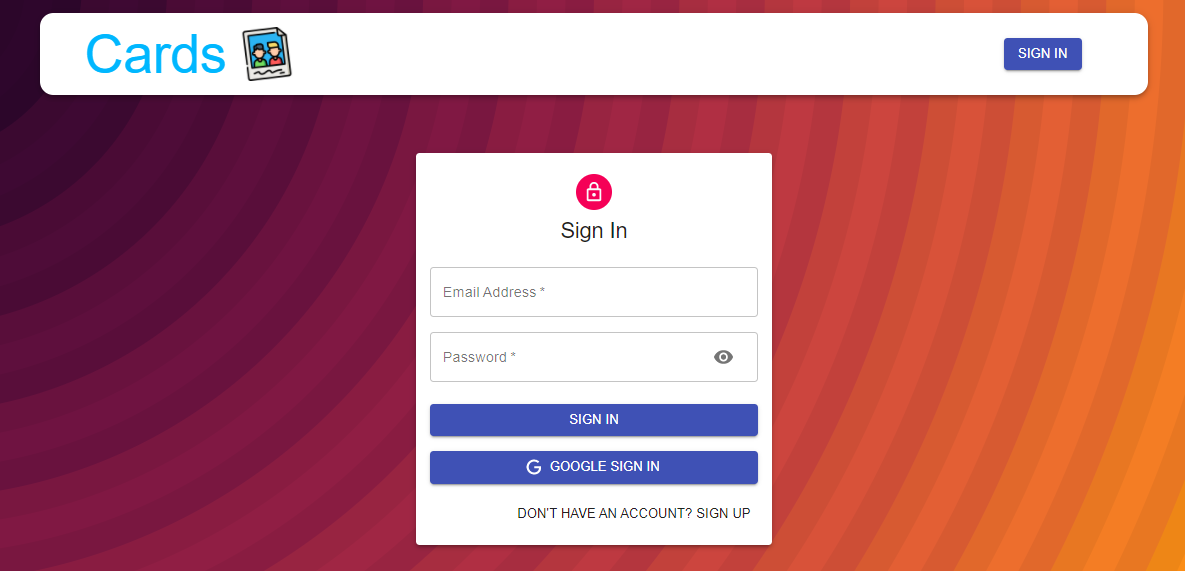 Cards
SIGN IN
Sign In
Email Address *
Password *
SIGN IN
GOOGLE SIGN IN
DON'T HAVE AN ACCOUNT? SIGN UP